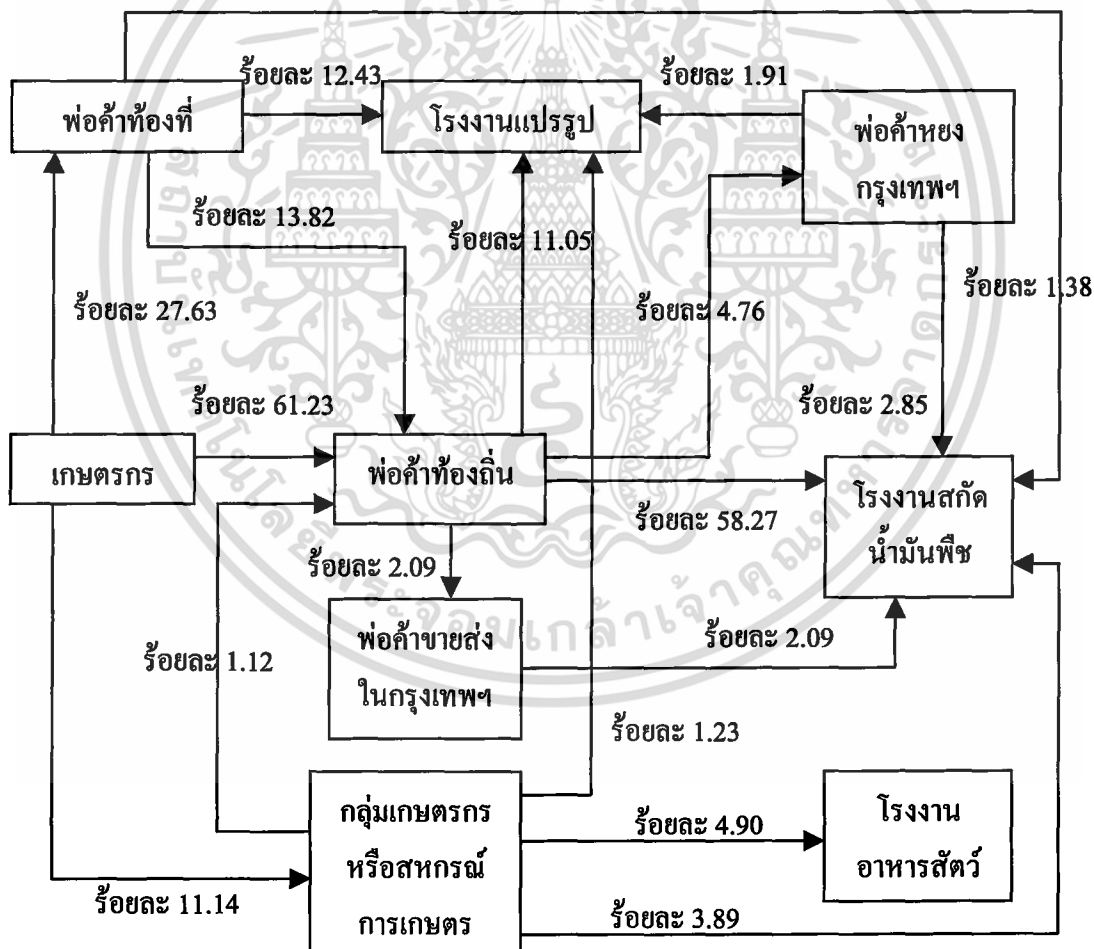 ร้อยละ 12.43
ร้อยละ 1.91
พ่อค้าท้องที่
โรงงานแปรรูป
พ่อค้าหยง
กรุงเทพฯ
ร้อยละ 13.82
ร้อยละ 11.05
ร้อยละ 27.63
ร้อยละ 4.76
ร้อยละ 1.38
ร้อยละ 61.23
ร้อยละ 2.85
เกษตรกร
พ่อค้าท้องถิ่น
โรงงานสกัด
น้ำมันพืช
ร้อยละ 58.27
ร้อยละ 2.09
พ่อค้าขายส่ง
ในกรุงเทพฯ
ร้อยละ 2.09
ร้อยละ 1.12
ร้อยละ 1.23
กลุ่มเกษตรกร
หรือสหกรณ์
การเกษตร
ร้อยละ 4.90
โรงงาน
อาหารสัตว์
ร้อยละ 11.14
ร้อยละ 3.89